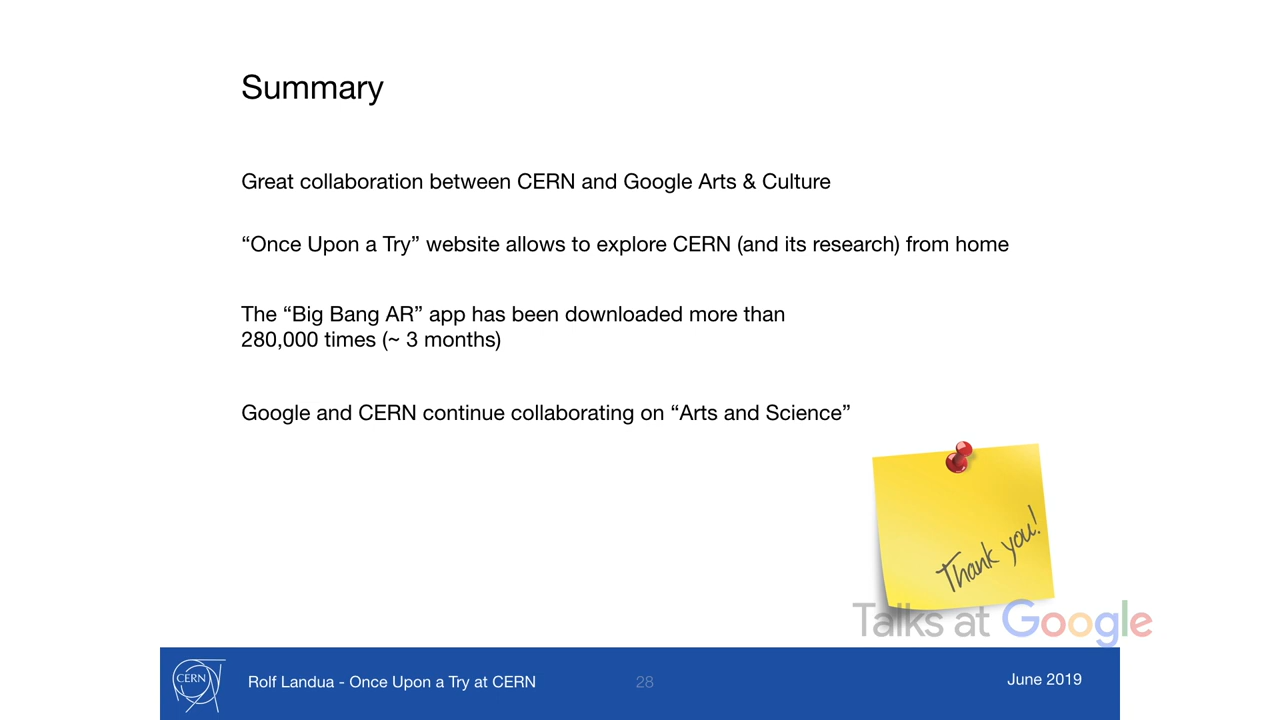 Summary
Great collaboration between CERN and Google Arts & Culture
“Once Upon a Try” website allows to explore CERN (and its research) from home
The “Big Bang AR” app has been downloaded more than
280,000 times (~ 3 months)
Google and CERN continue collaborating on “Arts and Science”
Thank you!
Talks at Google
CERN
Rolf Landua - Once Upon a Try at CERN
28
June 2019